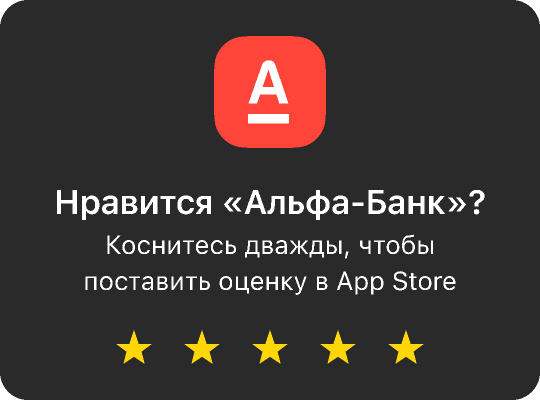 А
Нравится «Альфа-Банк»?
Коснитесь дважды, чтобы
поставить оценку в App Store